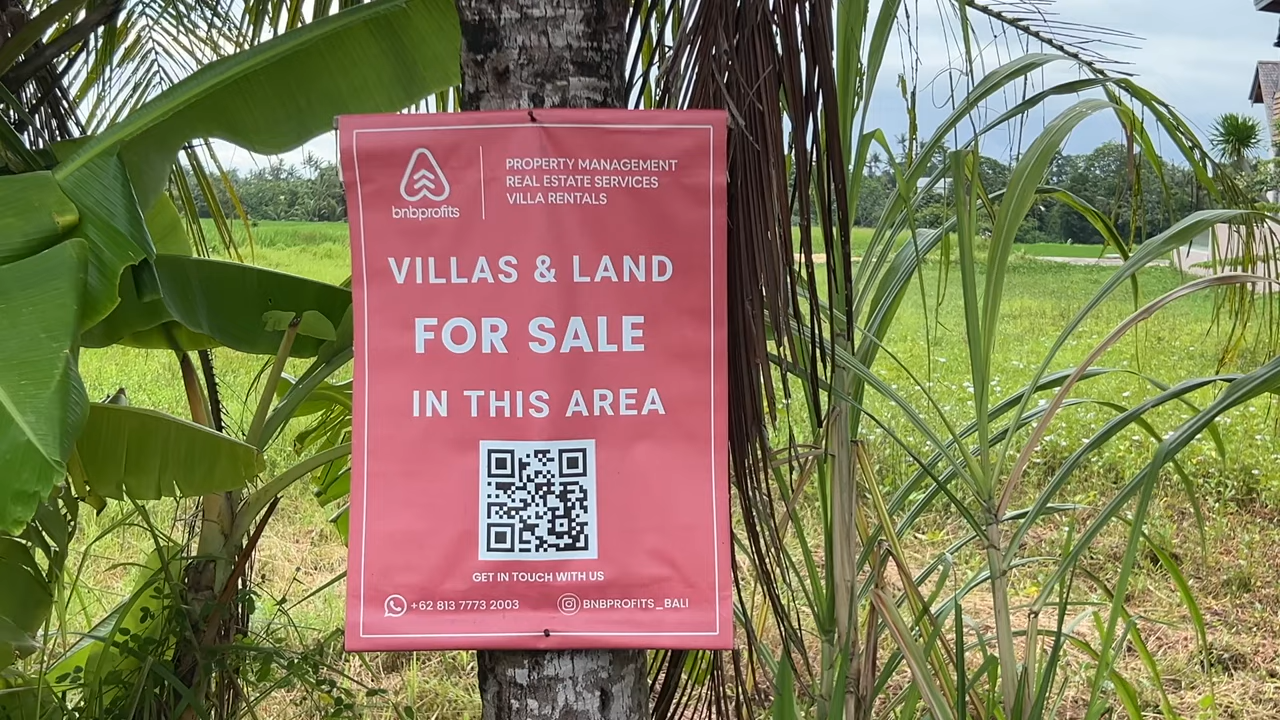 bnbprofits
PROPERTY MANAGEMENT
REAL ESTATE SERVICES
VILLA RENTALS
VILLAS & LAND
FOR SALE
IN THIS AREA
GET IN TOUCH WITH US
+62 813 7773 2003
BNBPROFITS_BALI